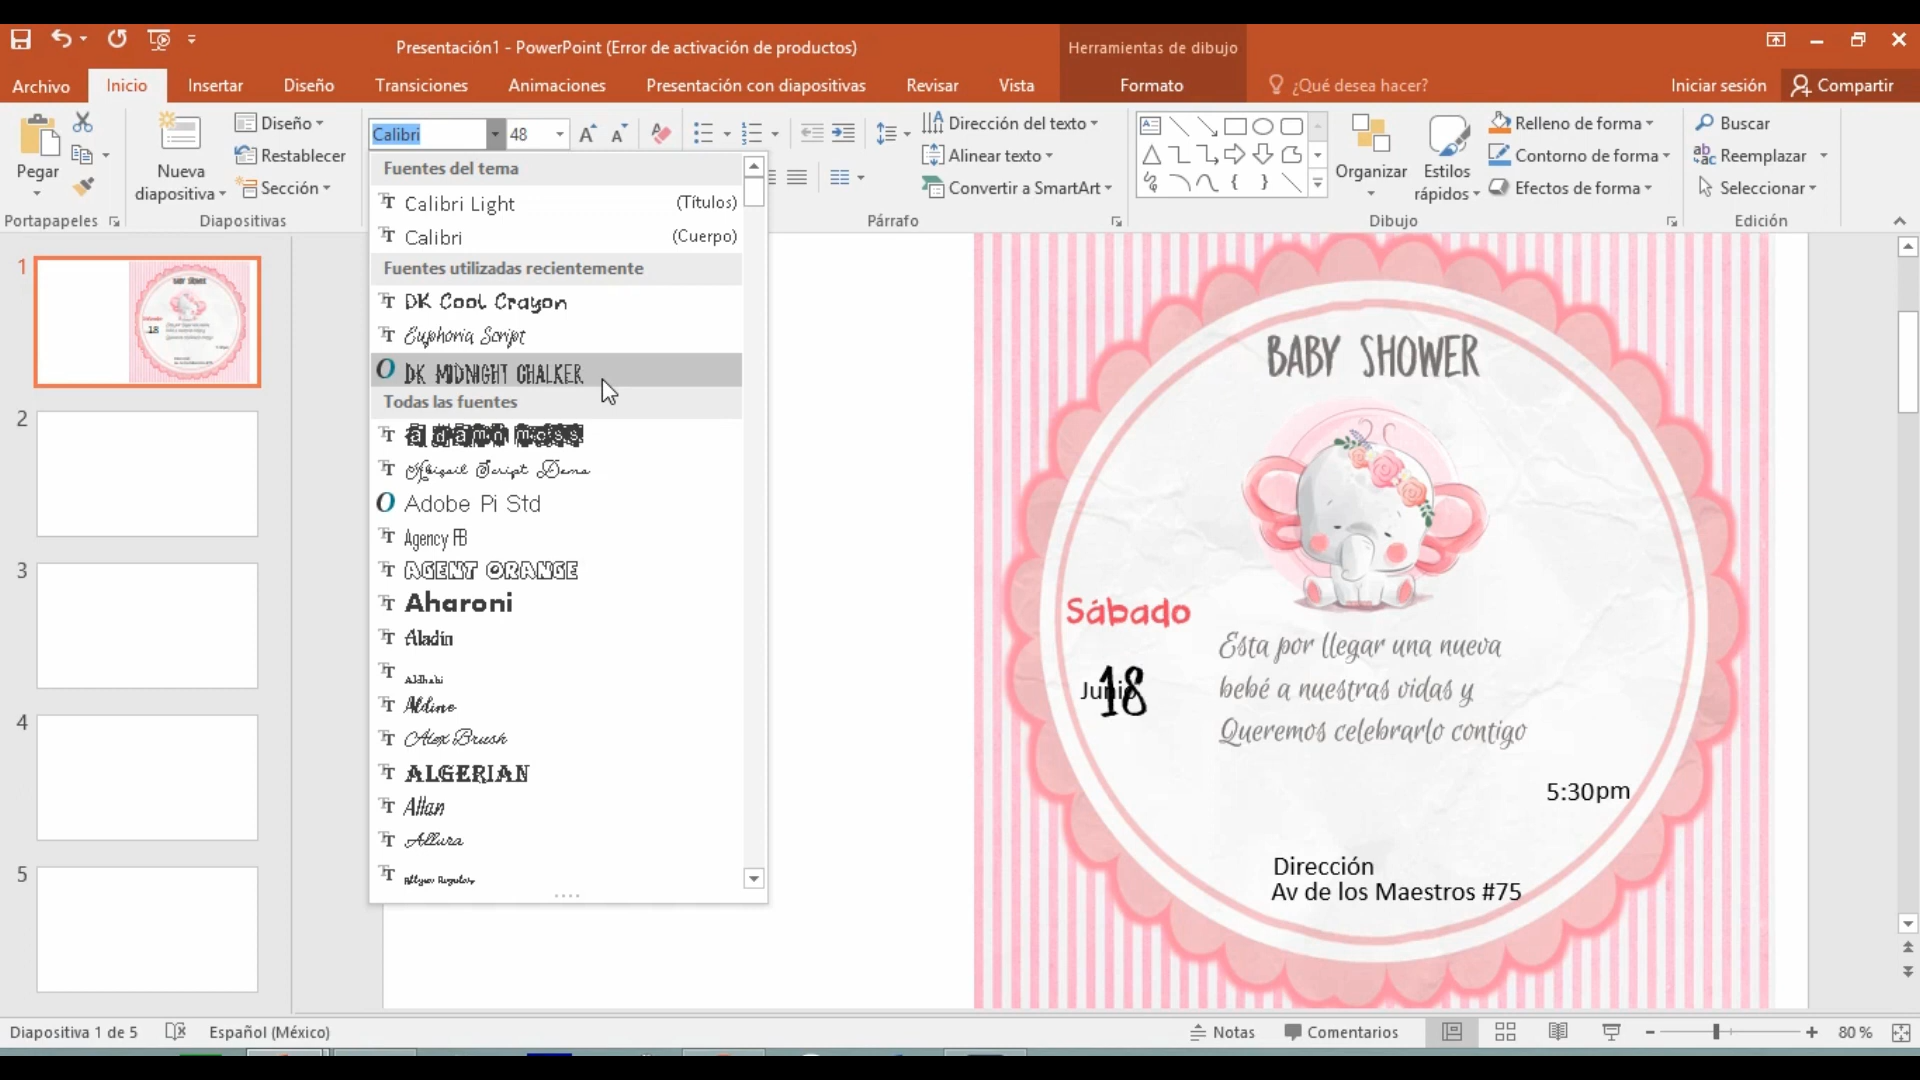 Presentación1 - PowerPoint (Error de activación de productos)
Herramientas de dibujo
Archivo
Inicio
Insertar
Diseño
Transiciones
Animaciones
Presentación con diapositivas
Revisar
Vista
Formato
¿Qué desea hacer?
Iniciar sesión
Compartir
Pegar
Portapapeles
Nueva
diapositiva
Diseño
Restablecer
Sección
Diapositivas
Calibri
48
Párrafo
Dirección del texto
Alinear texto
Convertir a SmartArt
Organizar
Estilos
rápidos
Dibujo
Relleno de forma
Contorno de forma
Efectos de forma
Buscar
Reemplazar
Seleccionar
Edición
Fuentes del tema
Calibri Light (Títulos)
Calibri (Cuerpo)
Fuentes utilizadas recientemente
DK Cool Crayon
Euphoria Script
DK MIDNIGHT CHALKER
Todas las fuentes
a damn mess
Abigail Script Demo
Adobe Pi Std
Agency FB
AGENT ORANGE
Aharoni
Aladin
Aldhabi
Aldine
Alex Brush
ALGERIAN
Allan
Allura
1
2
3
4
5
BABY SHOWER
Sábado
Junio
18
Esta por llegar una nueva
bebé a nuestras vidas y
Queremos celebrarlo contigo
5:30pm
Dirección
Av de los Maestros #75
Diapositiva 1 de 5
Español (México)
Notas
Comentarios
80 %